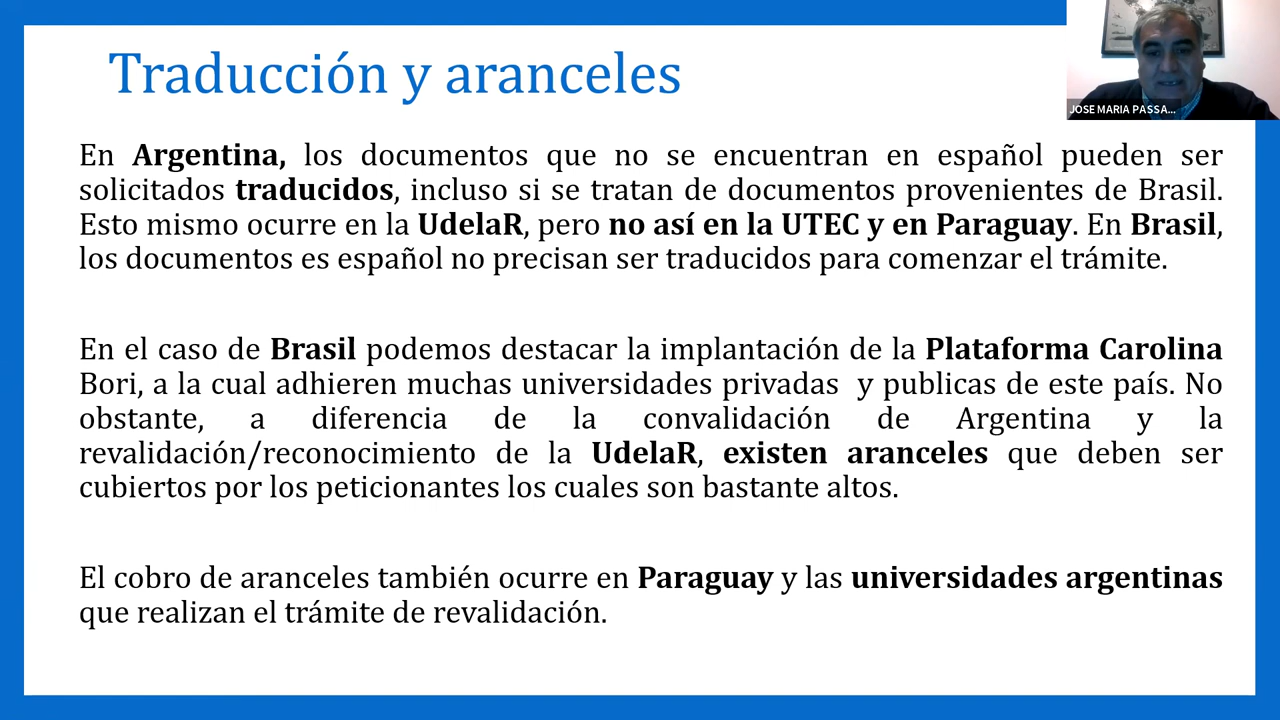 Traducción y aranceles
JOSE MARIA PASSA...
En Argentina, los documentos que no se encuentran en español pueden ser
solicitados traducidos, incluso si se tratan de documentos provenientes de Brasil.
Esto mismo ocurre en la UdelaR, pero no así en la UTEC y en Paraguay. En Brasil,
los documentos es español no precisan ser traducidos para comenzar el trámite.
En el caso de Brasil podemos destacar la implantación de la Plataforma Carolina
Bori, a la cual adhieren muchas universidades privadas y publicas de este país. No
obstante, a diferencia de la convalidación de Argentina y la
revalidación/reconocimiento de la UdelaR, existen aranceles que deben ser
cubiertos por los peticionantes los cuales son bastante altos.
El cobro de aranceles también ocurre en Paraguay y las universidades argentinas
que realizan el trámite de revalidación.